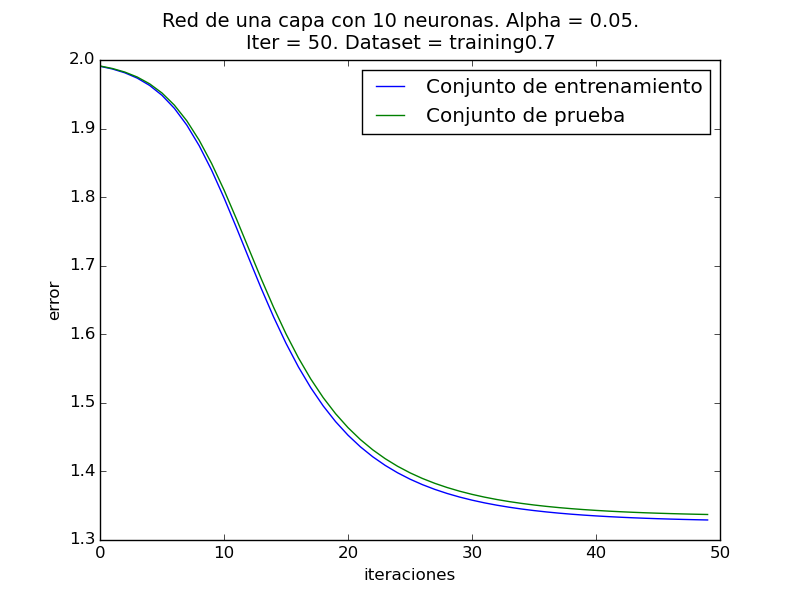 Red de una capa con 10 neuronas. Alpha = 0.05.
Iter = 50. Dataset = training0.7
2.0
1.9
1.8
1.7
1.6
1.5
1.4
1.3
error
Conjunto de entrenamiento
Conjunto de prueba
0 10 20 30 40 50
iteraciones